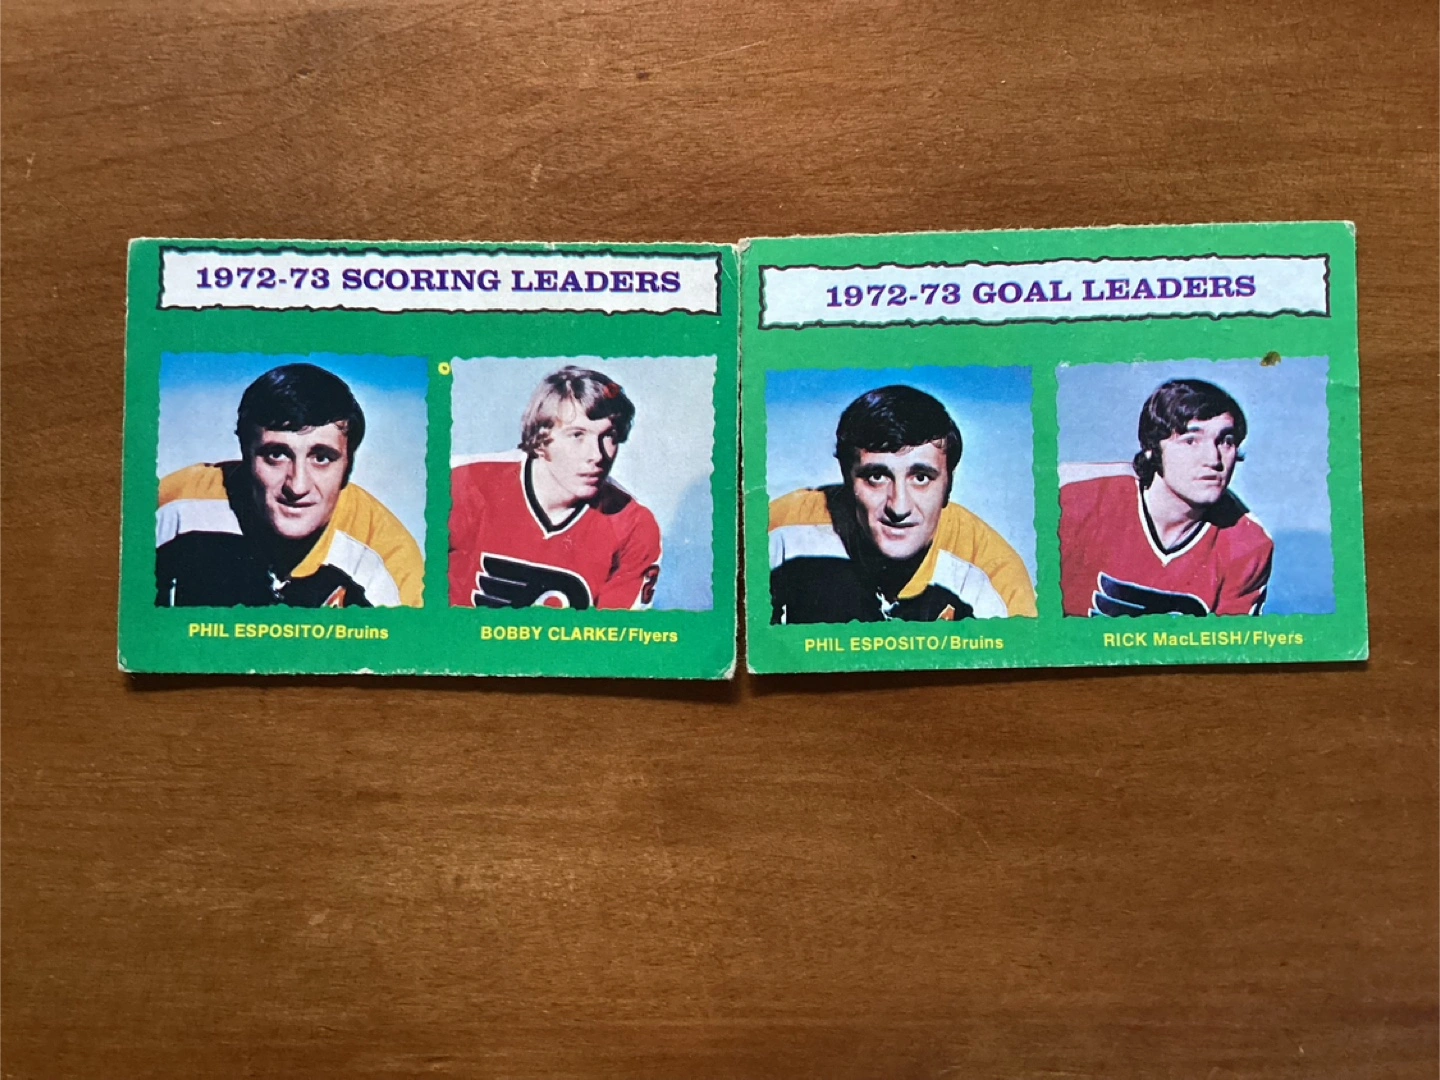 1972-73 SCORING LEADERS
PHIL ESPOSITO/Bruins
BOBBY CLARKE/Flyers
1972-73 GOAL LEADERS
PHIL ESPOSITO/Bruins
RICK MacLEISH/Flyers